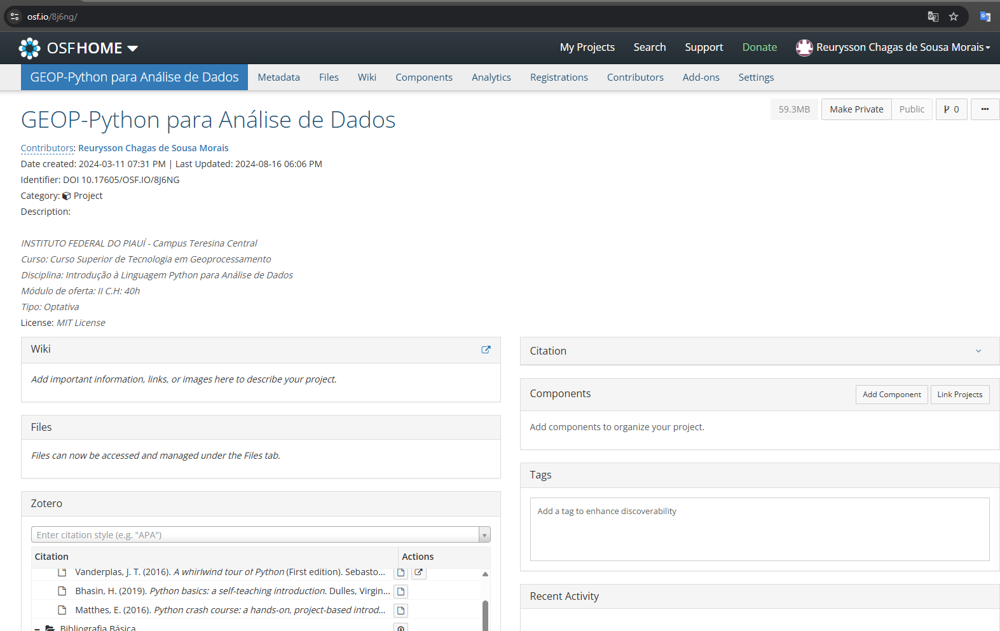 osf.io/8j6ng/
OSFHOME
My Projects Search Support Donate Reurysson Chagas de Sousa Morais
GEOP-Python para Análise de Dados Metadata Files Wiki Components Analytics Registrations Contributors Add-ons Settings
59.3MB Make Private Public 0 ...
GEOP-Python para Análise de Dados
Contributors: Reurysson Chagas de Sousa Morais
Date created: 2024-03-11 07:31 PM | Last Updated: 2024-08-16 06:06 PM
Identifier: DOI 10.17605/OSF.IO/8J6NG
Category: Project
Description:
INSTITUTO FEDERAL DO PIAUÍ - Campus Teresina Central
Curso: Curso Superior de Tecnologia em Geoprocessamento
Disciplina: Introdução à Linguagem Python para Análise de Dados
Módulo de oferta: II C.H: 40h
Tipo: Optativa
License: MIT License
Wiki
Add important information, links, or images here to describe your project.
Files
Files can now be accessed and managed under the Files tab.
Zotero
Enter citation style (e.g. "APA")
Citation Actions
Vanderplas, J. T. (2016). A whirlwind tour of Python (First edition). Sebasto...
Bhasin, H. (2019). Python basics: a self-teaching introduction. Dulles, Virgin...
Matthes, E. (2016). Python crash course: a hands-on, project-based introd...
Bibliografia Básica
Citation
Components Add Component Link Projects
Add components to organize your project.
Tags
Add a tag to enhance discoverability
Recent Activity